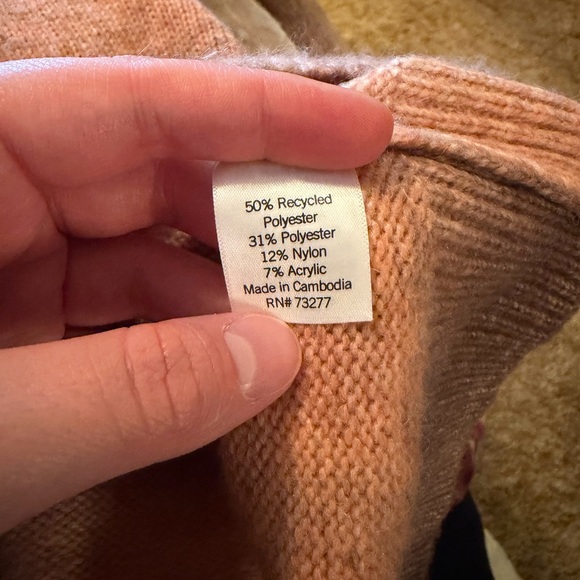 50% Recycled
Polyester
31% Polyester
12% Nylon
7% Acrylic
Made in Cambodia
RN# 73277